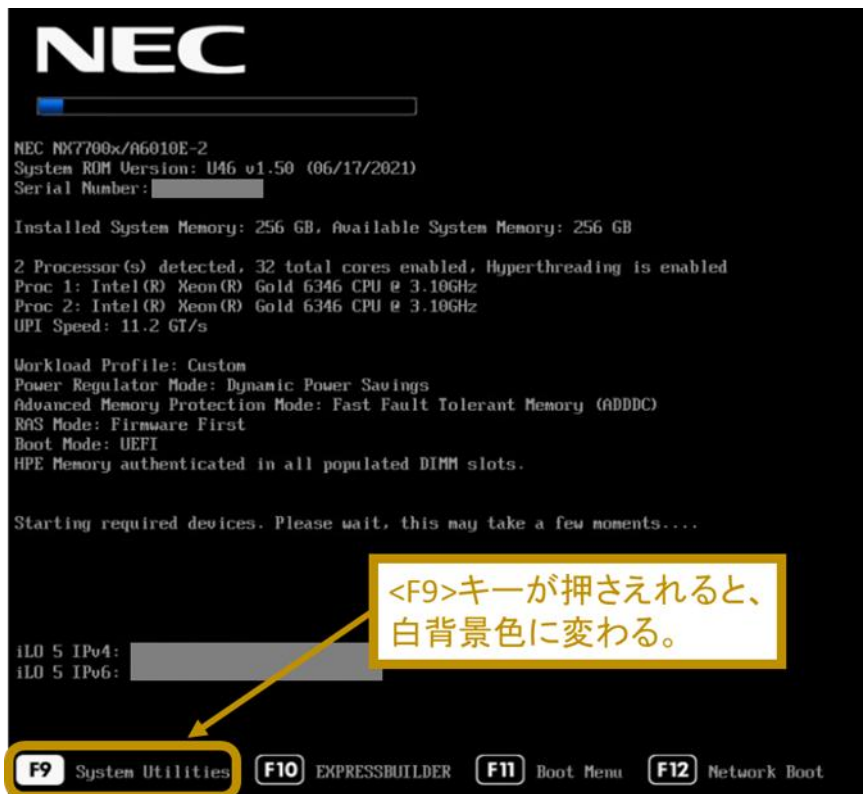 NEC
NEC NX7700x/A6010E-2
System ROM Version: U46 v1.50 (06/17/2021)
Serial Number:
Installed System Memory: 256 GB, Available System Memory: 256 GB
2 Processor(s) detected, 32 total cores enabled, Hyperthreading is enabled
Proc 1: Intel(R) Xeon(R) Gold 6346 CPU @ 3.10GHz
Proc 2: Intel(R) Xeon(R) Gold 6346 CPU @ 3.10GHz
UPI Speed: 11.2 GT/s
Workload Profile: Custom
Power Regulator Mode: Dynamic Power Savings
Advanced Memory Protection Mode: Fast Fault Tolerant Memory (ADDDC)
RAS Mode: Firmware First
Boot Mode: UEFI
HPE Memory authenticated in all populated DIMM slots.
Starting required devices. Please wait, this may take a few moments....
<F9>キーが押さえれると、
白背景色に変わる。
iLO 5 IPv4:
iLO 5 IPv6:
F9 System Utilities F10 EXPRESSBUILDER F11 Boot Menu F12 Network Boot